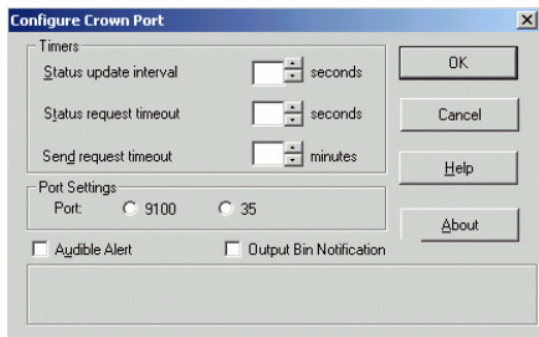 Configure Crown Port
Timers
Status update interval seconds
Status request timeout seconds
Send request timeout minutes
OK
Cancel
Help
About
Port Settings
Port: 9100 35
Audible Alert Output Bin Notification